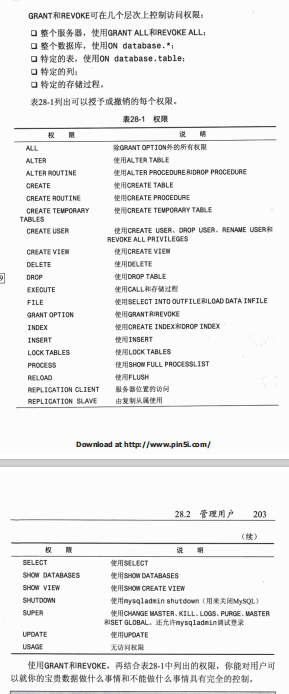 GRANT和REVOKE可在几个层次上控制访问权限：
❑ 整个服务器，使用GRANT ALL和REVOKE ALL；
❑ 整个数据库，使用ON database.*；
❑ 特定的表，使用ON database.table；
❑ 特定的列；
❑ 特定的存储过程。
表28-1列出可以授予或撤销的每个权限。
表28-1 权限
权 限 说 明
ALL 除GRANT OPTION外的所有权限
ALTER 使用ALTER TABLE
ALTER ROUTINE 使用ALTER PROCEDURE和DROP PROCEDURE
CREATE 使用CREATE TABLE
CREATE ROUTINE 使用CREATE PROCEDURE
CREATE TEMPORARY 使用CREATE TEMPORARY TABLE
TABLES
CREATE USER 使用CREATE USER、DROP USER、RENAME USER和
REVOKE ALL PRIVILEGES
CREATE VIEW 使用CREATE VIEW
DELETE 使用DELETE
DROP 使用DROP TABLE
EXECUTE 使用CALL和存储过程
FILE 使用SELECT INTO OUTFILE和LOAD DATA INFILE
GRANT OPTION 使用GRANT和REVOKE
INDEX 使用CREATE INDEX和DROP INDEX
INSERT 使用INSERT
LOCK TABLES 使用LOCK TABLES
PROCESS 使用SHOW FULL PROCESSLIST
RELOAD 使用FLUSH
REPLICATION CLIENT 服务器位置的访问
REPLICATION SLAVE 由复制从属使用
Download at http://www.pin5i.com/
28.2 管理用户 203
（续）
权 限 说 明
SELECT 使用SELECT
SHOW DATABASES 使用SHOW DATABASES
SHOW VIEW 使用SHOW CREATE VIEW
SHUTDOWN 使用mysqladmin shutdown（用来关闭MySQL）
SUPER 使用CHANGE MASTER、KILL、LOGS、PURGE、MASTER
和SET GLOBAL。还允许mysqladmin调试登录
UPDATE 使用UPDATE
USAGE 无访问权限
使用GRANT和REVOKE，再结合表28-1中列出的权限，你能对用户可
以就你的宝贵数据做什么事情和不能做什么事情具有完全的控制。